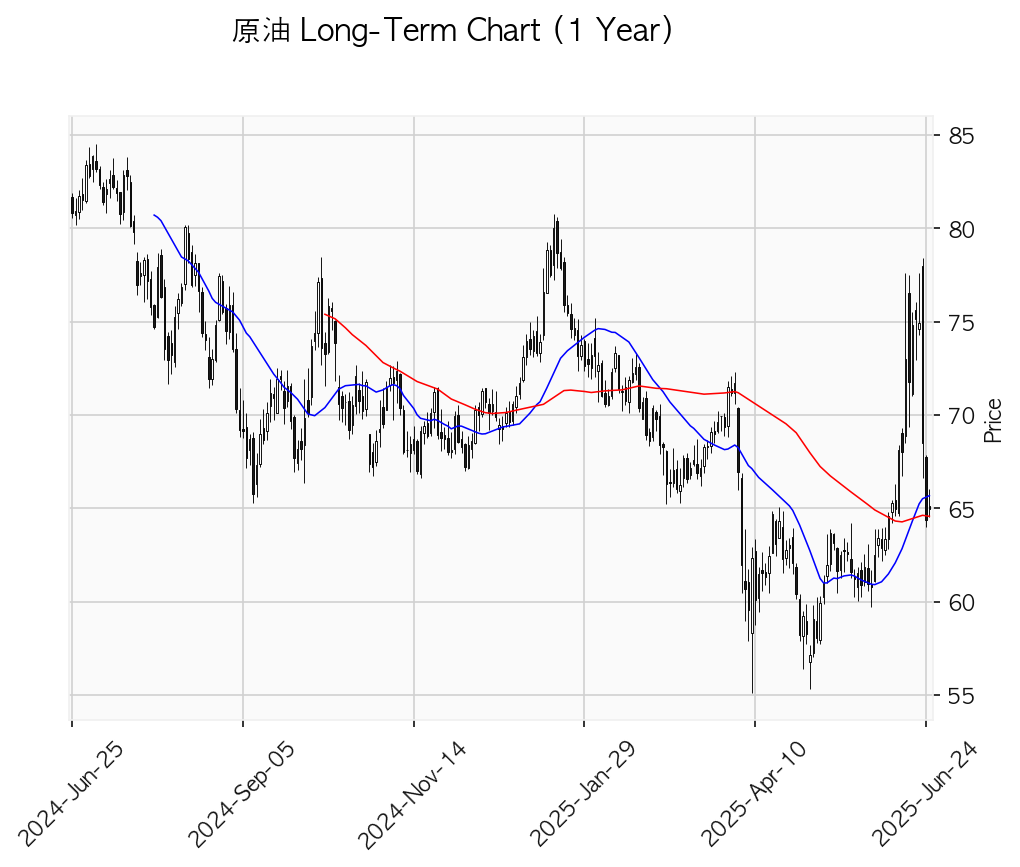 原油 Long-Term Chart (1 Year)
85
80
75
70
65
60
55
Price
2024-Jun-25
2024-Sep-05
2024-Nov-14
2025-Jan-29
2025-Apr-10
2025-Jun-24